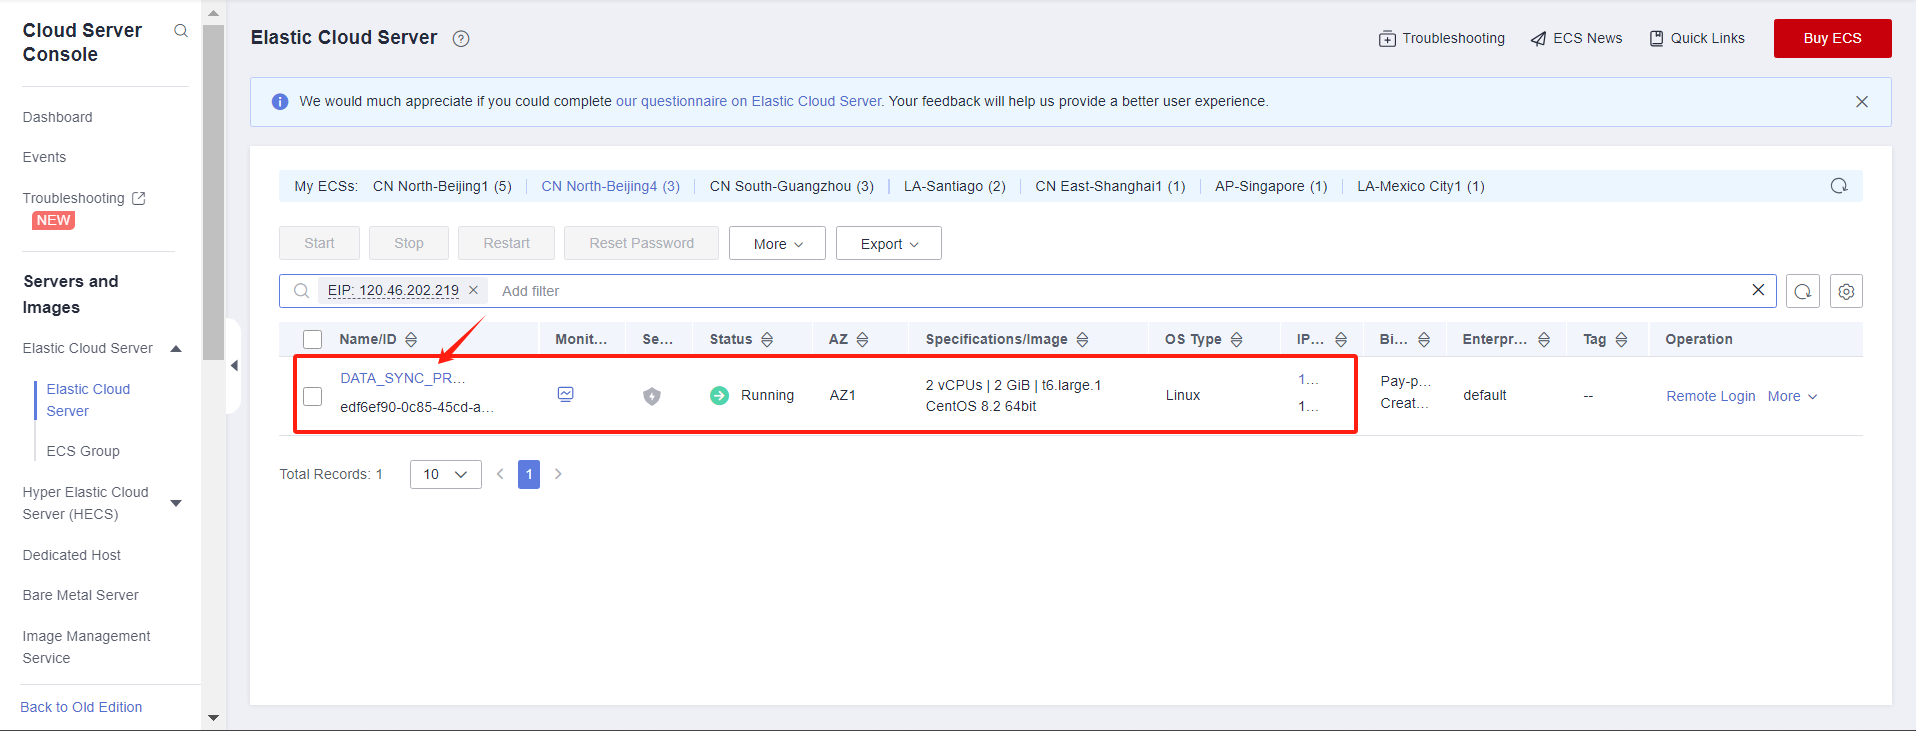 Cloud Server
Console
Dashboard
Events
Troubleshooting
NEW
Servers and
Images
Elastic Cloud Server
Elastic Cloud
Server
ECS Group
Hyper Elastic Cloud
Server (HECS)
Dedicated Host
Bare Metal Server
Image Management
Service
Back to Old Edition
Elastic Cloud Server ?
Troubleshooting ECS News Quick Links Buy ECS
We would much appreciate if you could complete our questionnaire on Elastic Cloud Server. Your feedback will help us provide a better user experience.
My ECSs: CN North-Beijing1 (5) CN North-Beijing4 (3) CN South-Guangzhou (3) LA-Santiago (2) CN East-Shanghai1 (1) AP-Singapore (1) LA-Mexico City1 (1)
Start Stop Restart Reset Password More Export
EIP: 120.46.202.219 Add filter
Name/ID Monit... Se... Status AZ Specifications/Image OS Type IP... Bi... Enterpr... Tag Operation
DATA_SYNC_PR...
edf6ef90-0c85-45cd-a...
Running AZ1
2 vCPUs | 2 GiB | t6.large.1
CentOS 8.2 64bit
Linux
1...
1...
Pay-p...
Creat...
default -- Remote Login More
Total Records: 1 10 1